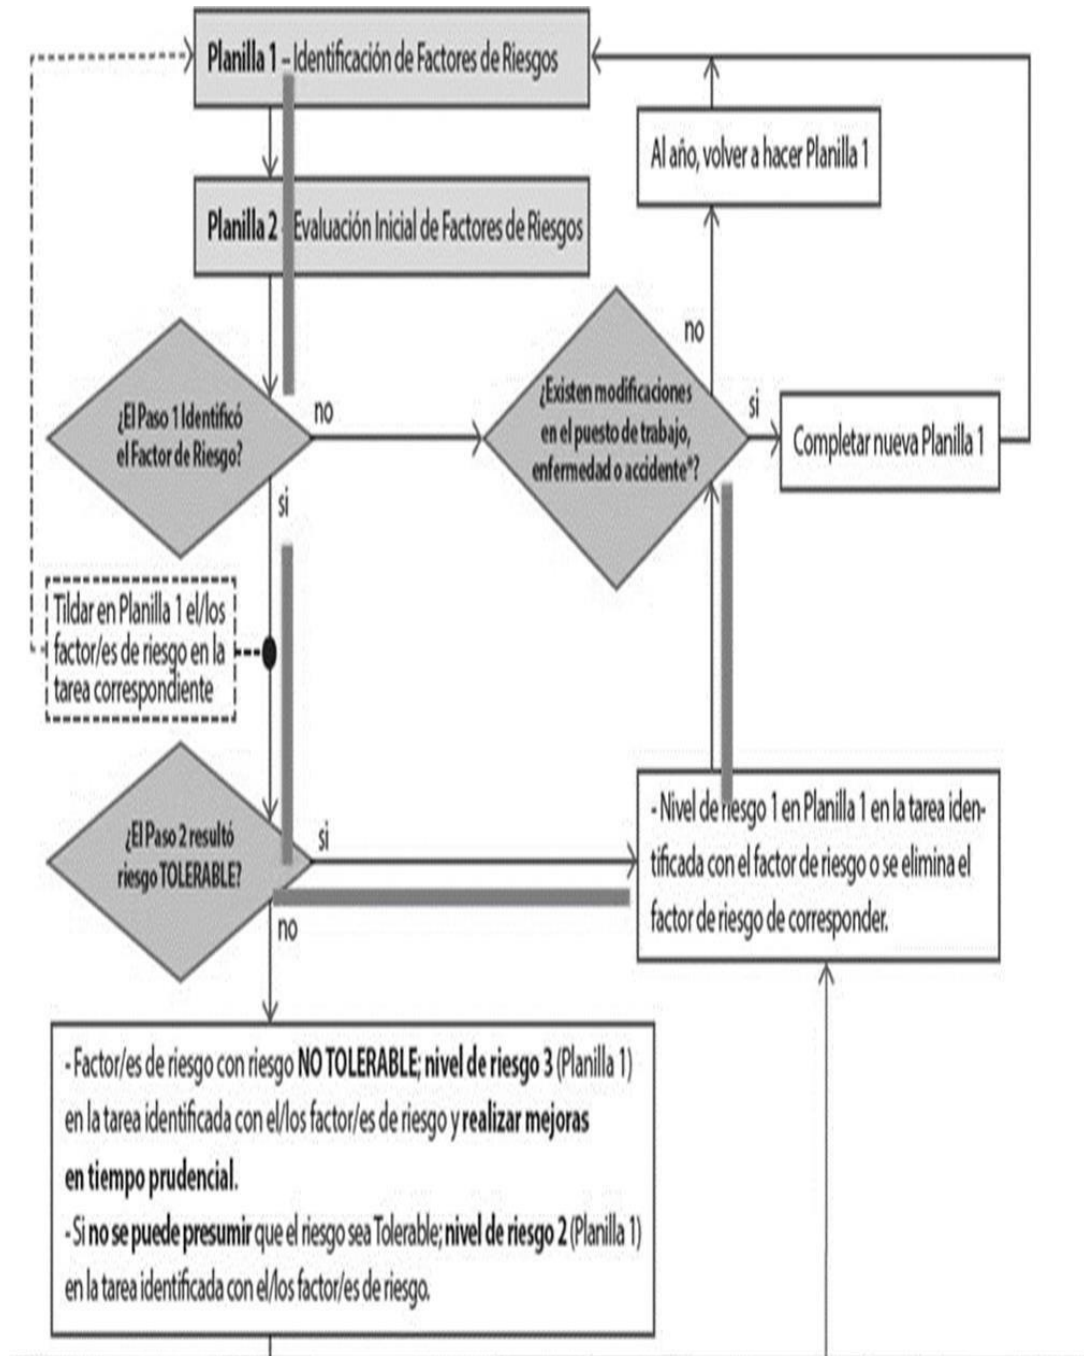 Planilla 1 – Identificación de Factores de Riesgos
Al año, volver a hacer Planilla 1
Planilla 2 - Evaluación Inicial de Factores de Riesgos
¿El Paso 1 Identificó
el Factor de Riesgo?
no
¿Existen modificaciones
en el puesto de trabajo,
enfermedad o accidente*?
no
si
Completar nueva Planilla 1
si
Tildar en Planilla 1 el/los
factor/es de riesgo en la
tarea correspondiente
¿El Paso 2 resultó
riesgo TOLERABLE?
si
- Nivel de riesgo 1 en Planilla 1 en la tarea iden-
tificada con el factor de riesgo o se elimina el
factor de riesgo de corresponder.
no
- Factor/es de riesgo con riesgo NO TOLERABLE; nivel de riesgo 3 (Planilla 1)
en la tarea identificada con el/los factor/es de riesgo y realizar mejoras
en tiempo prudencial.
- Si no se puede presumir que el riesgo sea Tolerable; nivel de riesgo 2 (Planilla 1)
en la tarea identificada con el/los factor/es de riesgo.